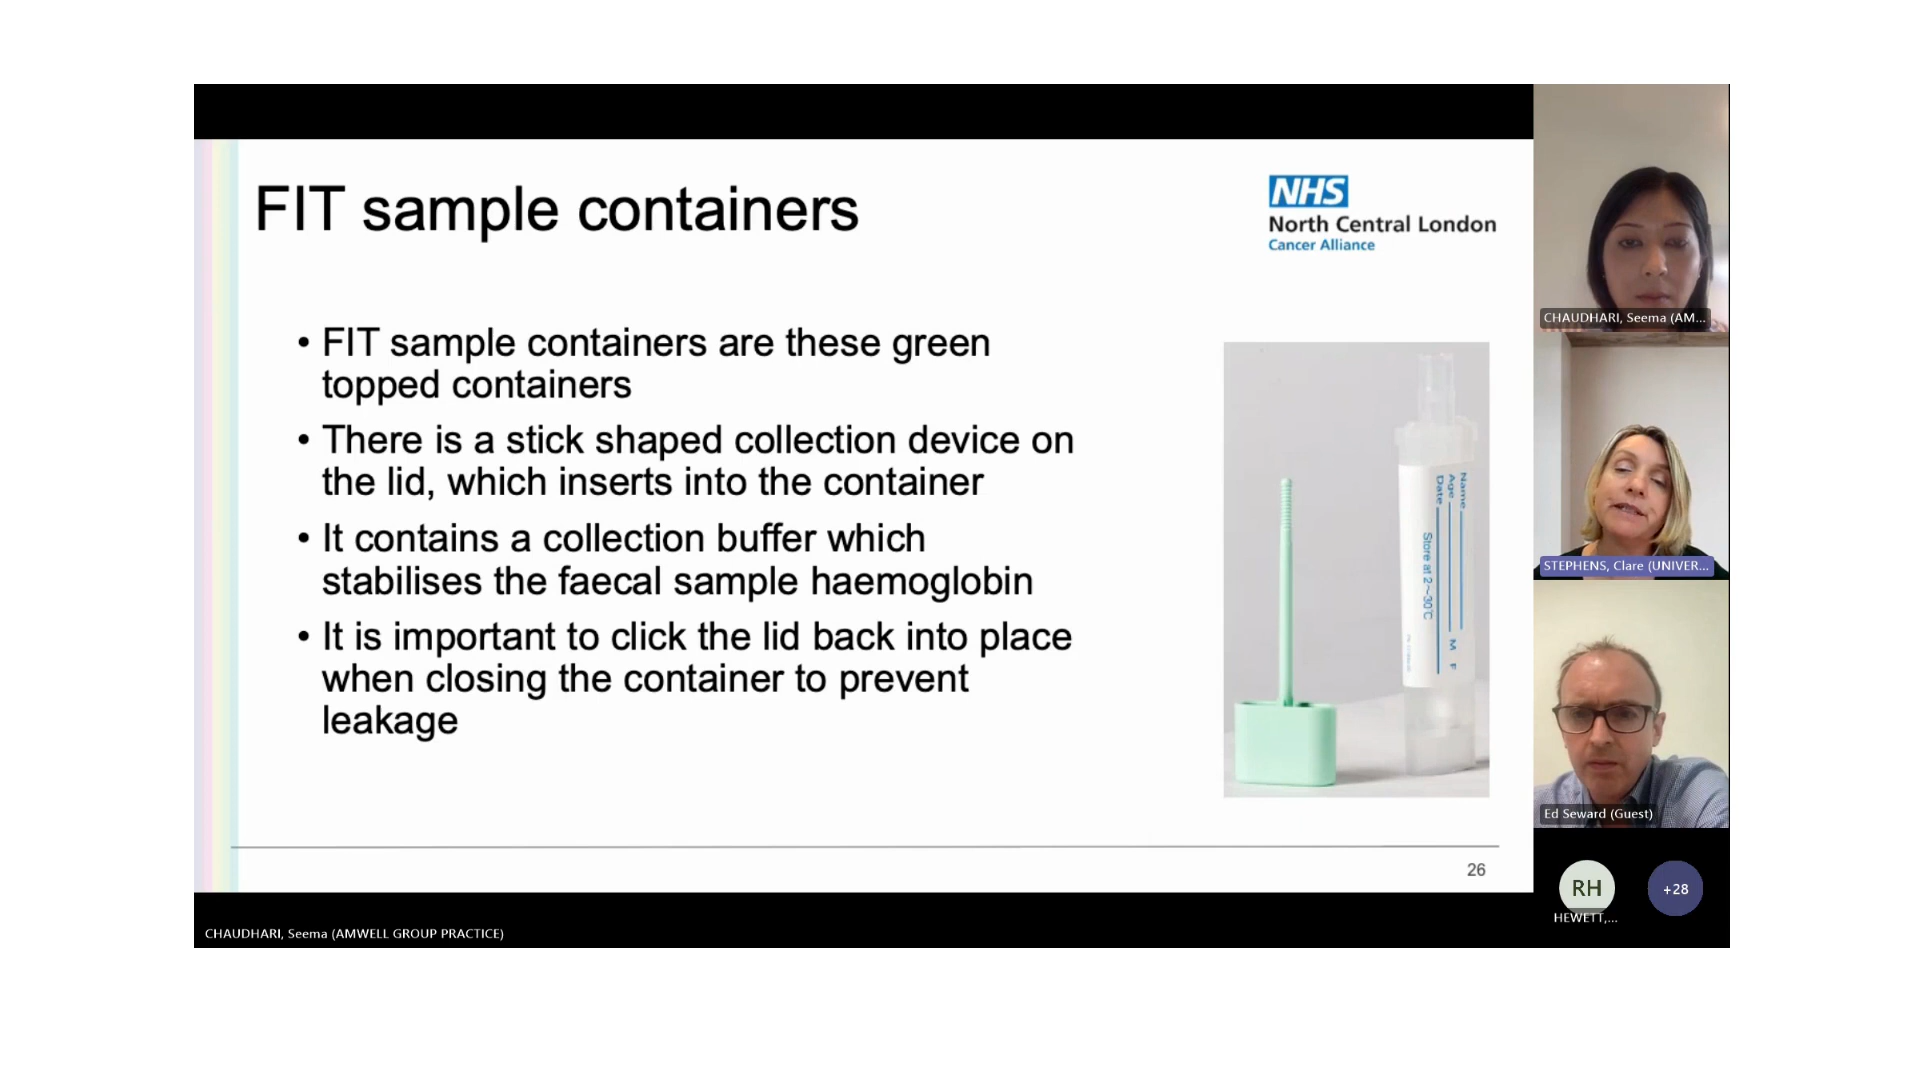 FIT sample containers
NHS
North Central London
Cancer Alliance
• FIT sample containers are these green
topped containers
• There is a stick shaped collection device on
the lid, which inserts into the container
• It contains a collection buffer which
stabilises the faecal sample haemoglobin
• It is important to click the lid back into place
when closing the container to prevent
leakage
Name
Age M F
Date
Store at 2~30°C
26
CHAUDHARI, Seema (AM...
STEPHENS, Clare (UNIVER...
Ed Seward (Guest)
RH
HEWETT,...
+28
CHAUDHARI, Seema (AMWELL GROUP PRACTICE)